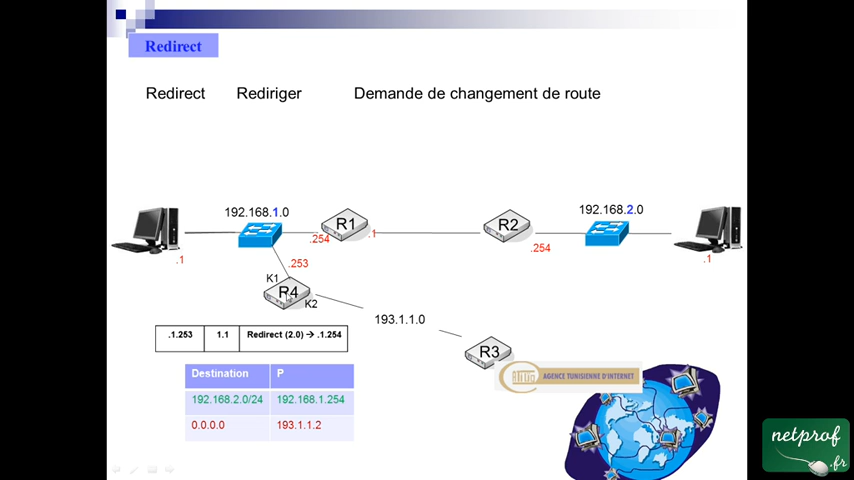 Redirect
Redirect Rediriger Demande de changement de route
192.168.1.0
R1
R2
192.168.2.0
.254
.1
.254
.1
.1
.253
K1
R4
K2
193.1.1.0
.1.253 1.1 Redirect (2.0) → .1.254
R3
Destination P
192.168.2.0/24 192.168.1.254
0.0.0.0 193.1.1.2
AGENCE TUNISIENNE D'INTERNET
netprof
.fr